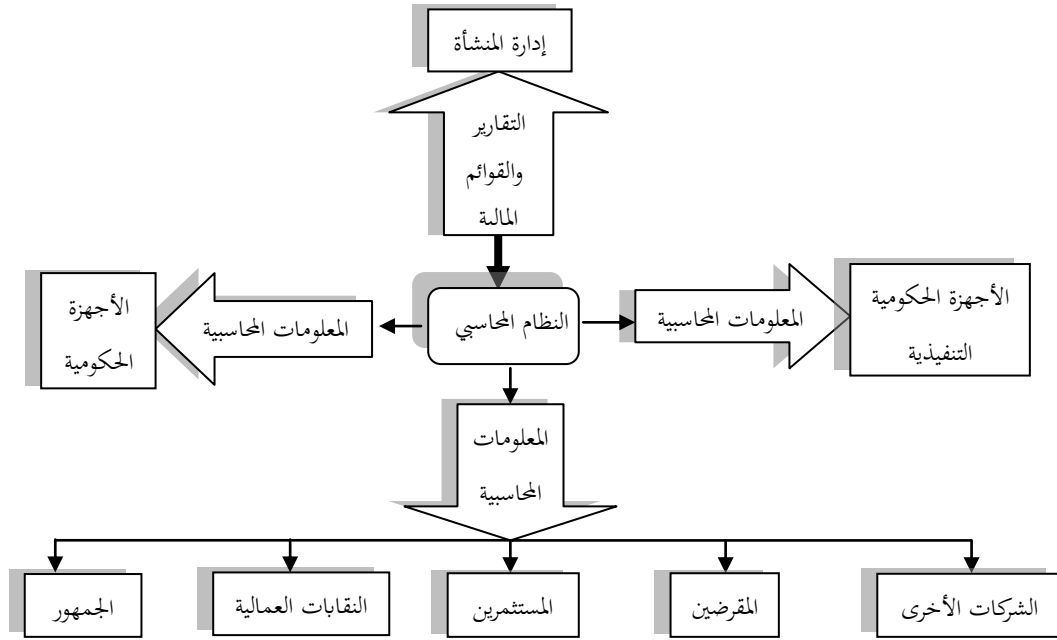 إدارة المنشأة
التقارير
والقوائم
المالية
الأجهزة الحكومية
التنفيذية
المعلومات المحاسبية
النظام المحاسبي
المعلومات المحاسبية
الأجهزة
الحكومية
المعلومات
المحاسبية
الشركات الأخرى
المقرضين
المستثمرين
النقابات العمالية
الجمهور